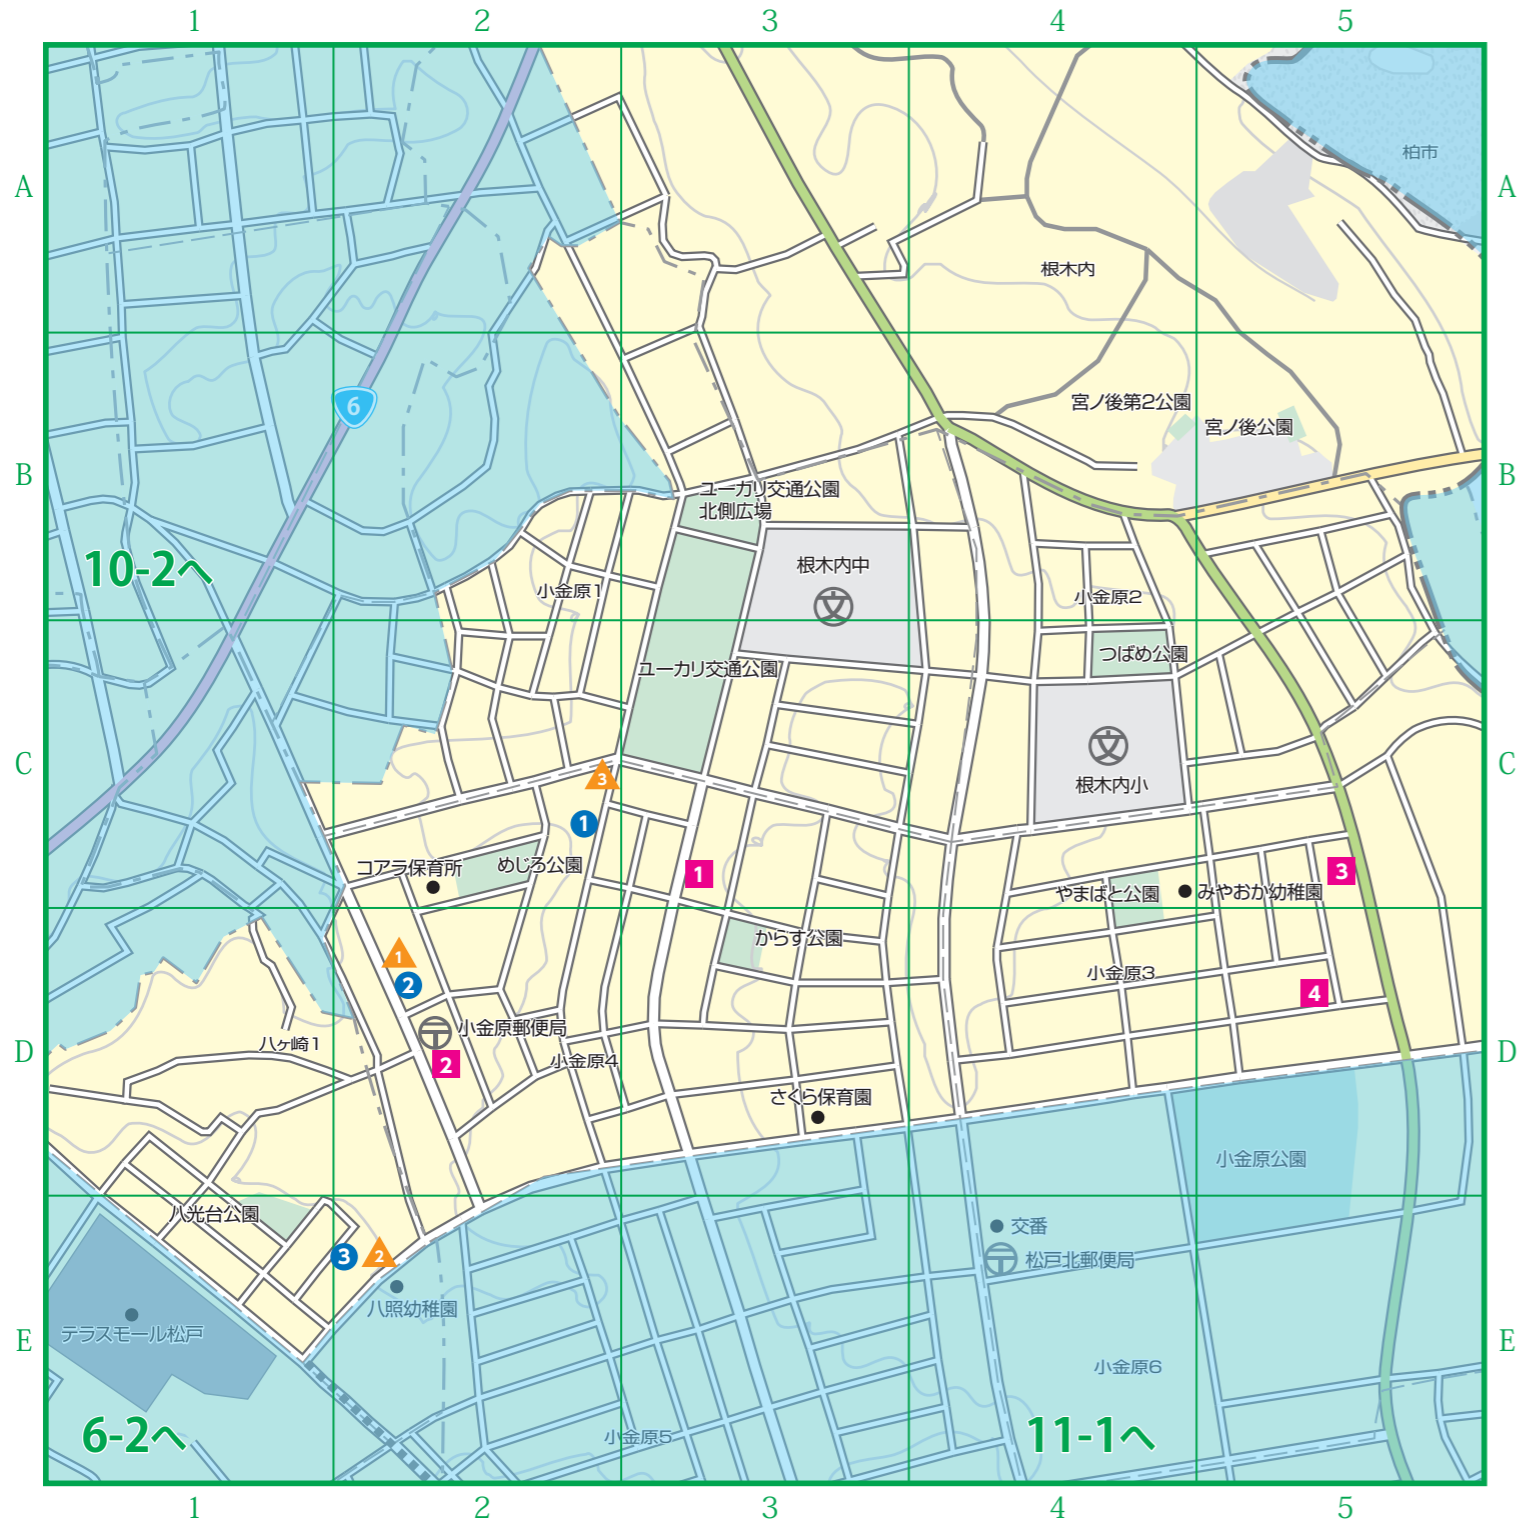 1 2 3 4 5
A
柏市
A
根木内
6
宮ノ後第2公園
宮ノ後公園
B
B
ユーカリ交通公園
北側広場
10-2へ
根木内中
文
小金原1
小金原2
つばめ公園
ユーカリ交通公園
文
C
3
根木内小
C
1
コアラ保育所
めじろ公園
1
3
やまばと公園
みやおか幼稚園
からす公園
1
2
小金原3
4
小金原郵便局
八ヶ崎1
D
2
小金原4
D
さくら保育園
小金原公園
八光台公園
3
2
交番
松戸北郵便局
八照幼稚園
テラスモール松戸
E
E
小金原6
6-2へ
小金原5
11-1へ
1 2 3 4 5